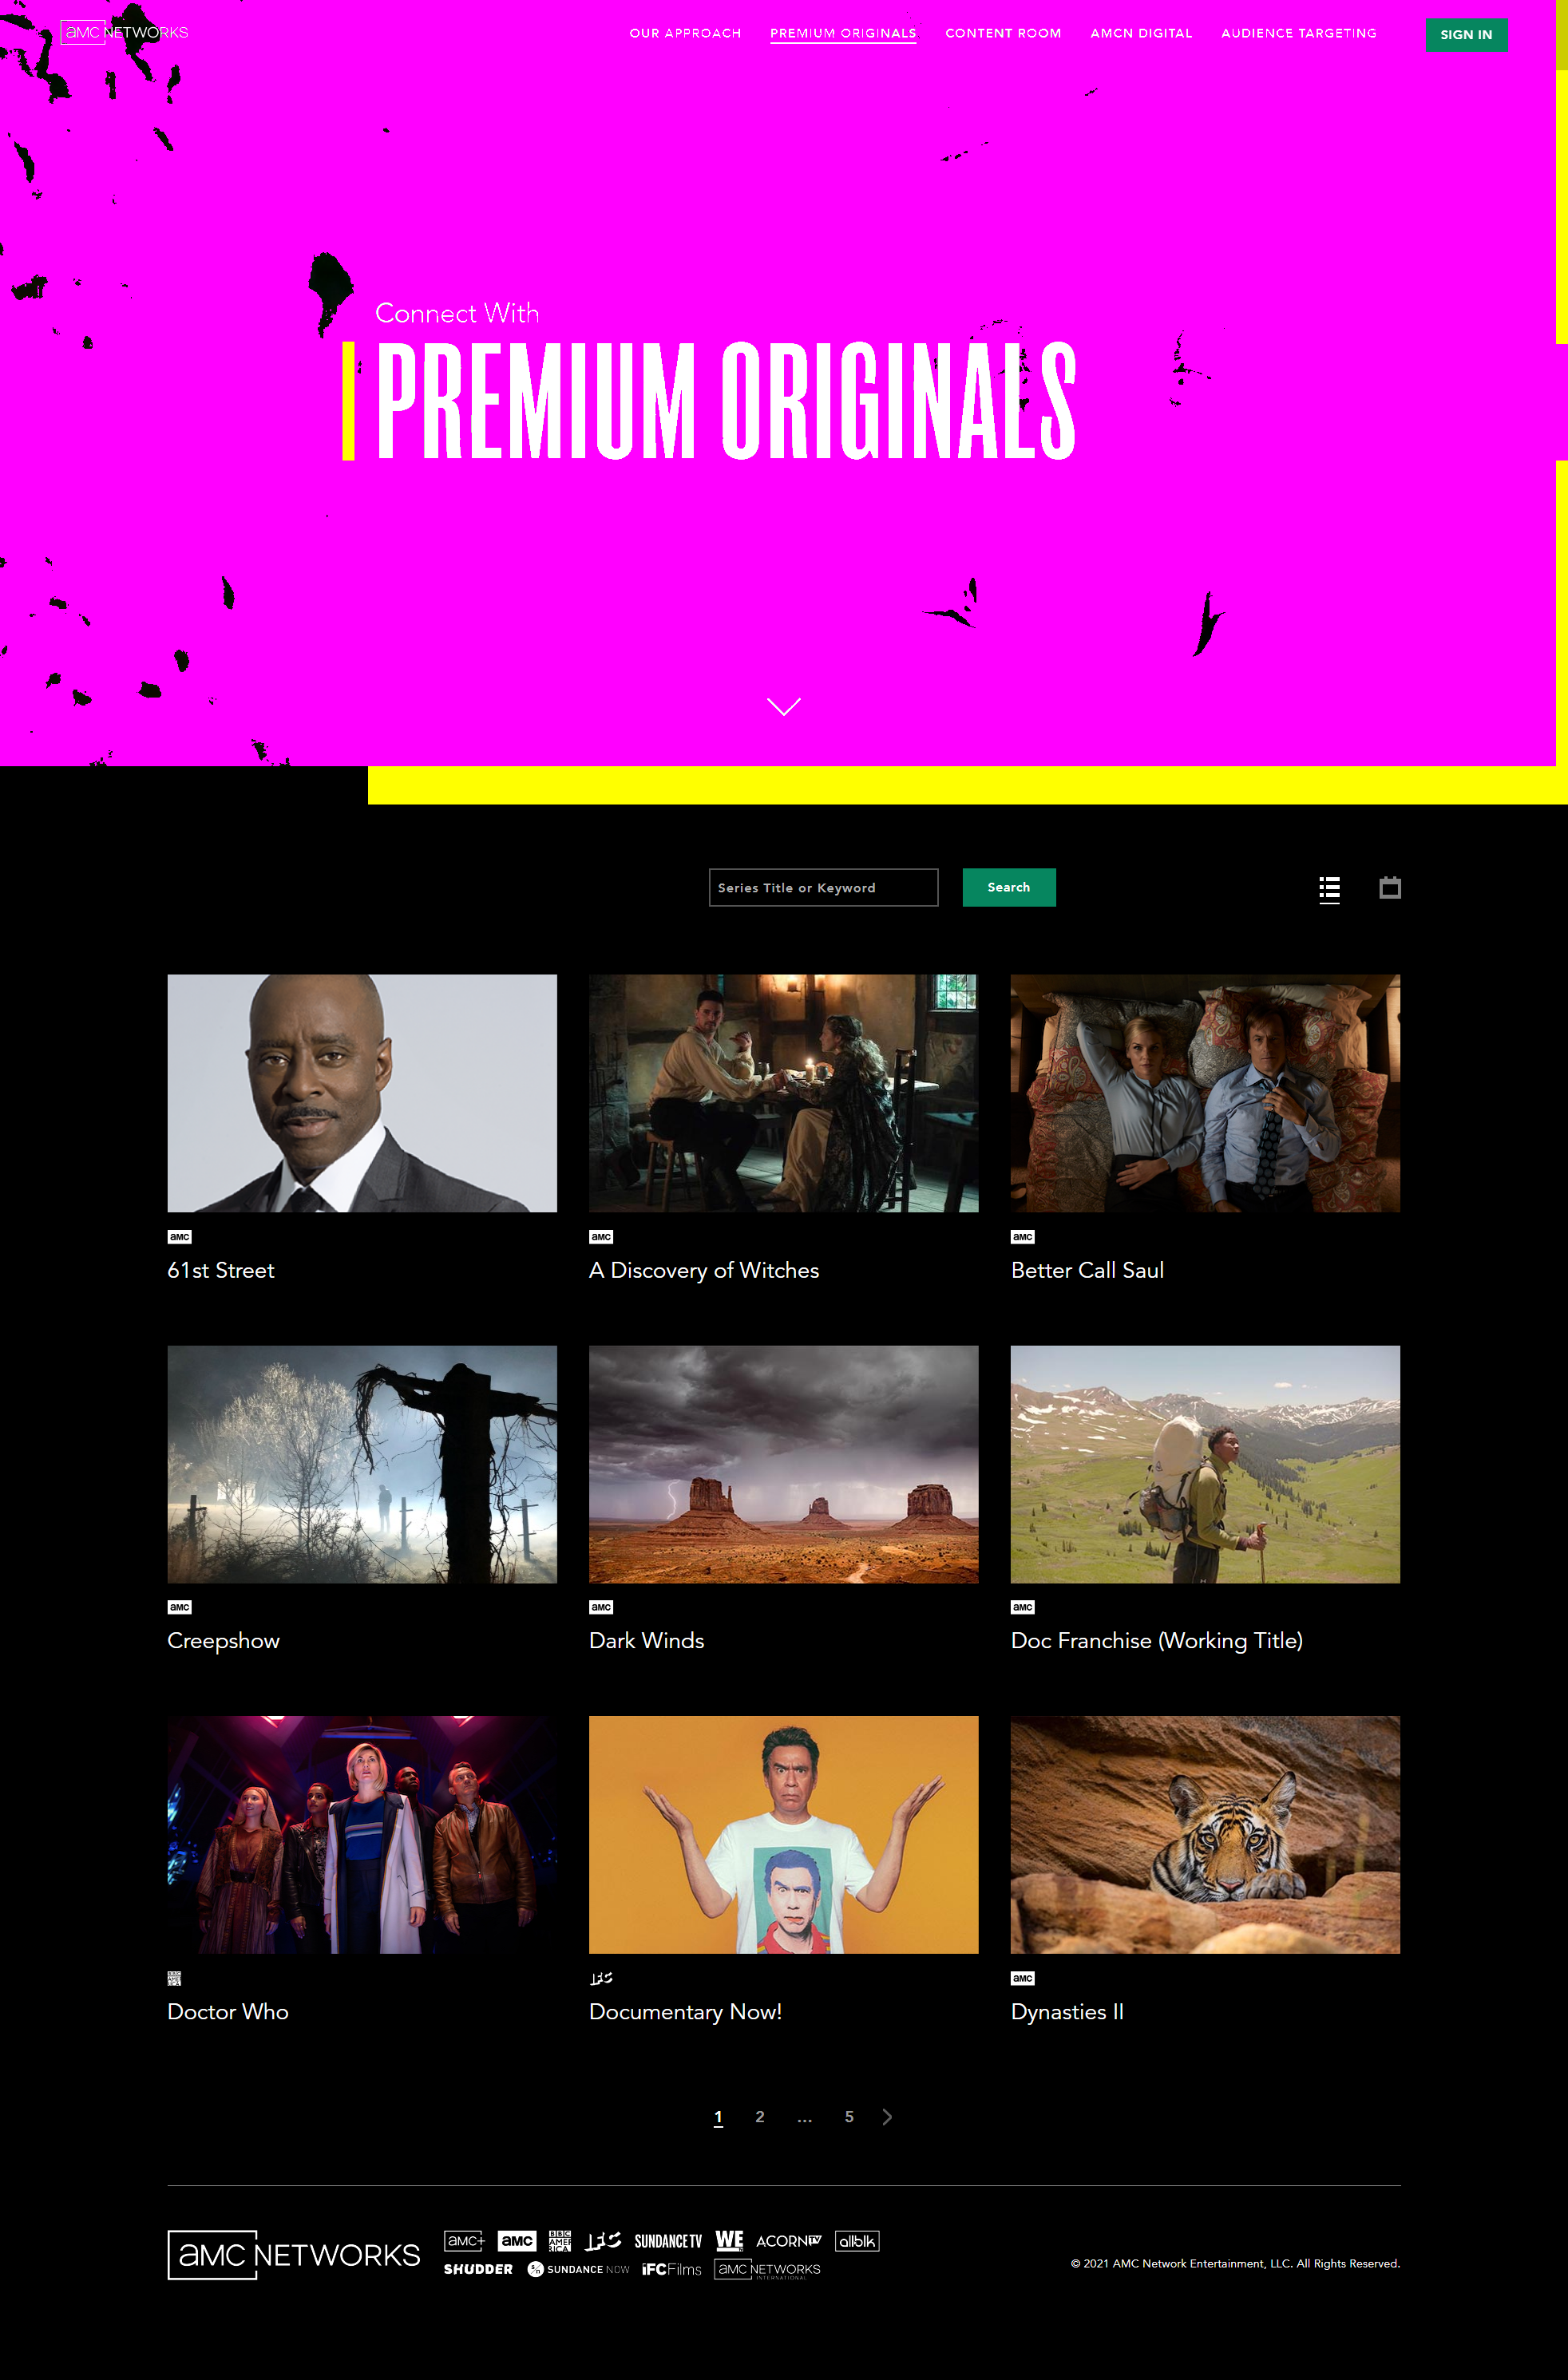 aMC NETWORKS
OUR APPROACH PREMIUM ORIGINALS CONTENT ROOM AMCN DIGITAL AUDIENCE TARGETING SIGN IN
Connect With
PREMIUM ORIGINALS
Series Title or Keyword Search
aMC aMC aMC
61st Street A Discovery of Witches Better Call Saul
aMC aMC aMC
Creepshow Dark Winds Doc Franchise (Working Title)
BBC AMERICA IFC aMC
Doctor Who Documentary Now! Dynasties II
1 2 ... 5
aMC NETWORKS
aMC+ aMC BBC AMERICA IFC SUNDANCE TV WE tv ACORN TV allblk
SHUDDER s/n SUNDANCE NOW IFC Films aMC NETWORKS INTERNATIONAL
© 2021 AMC Network Entertainment, LLC. All Rights Reserved.